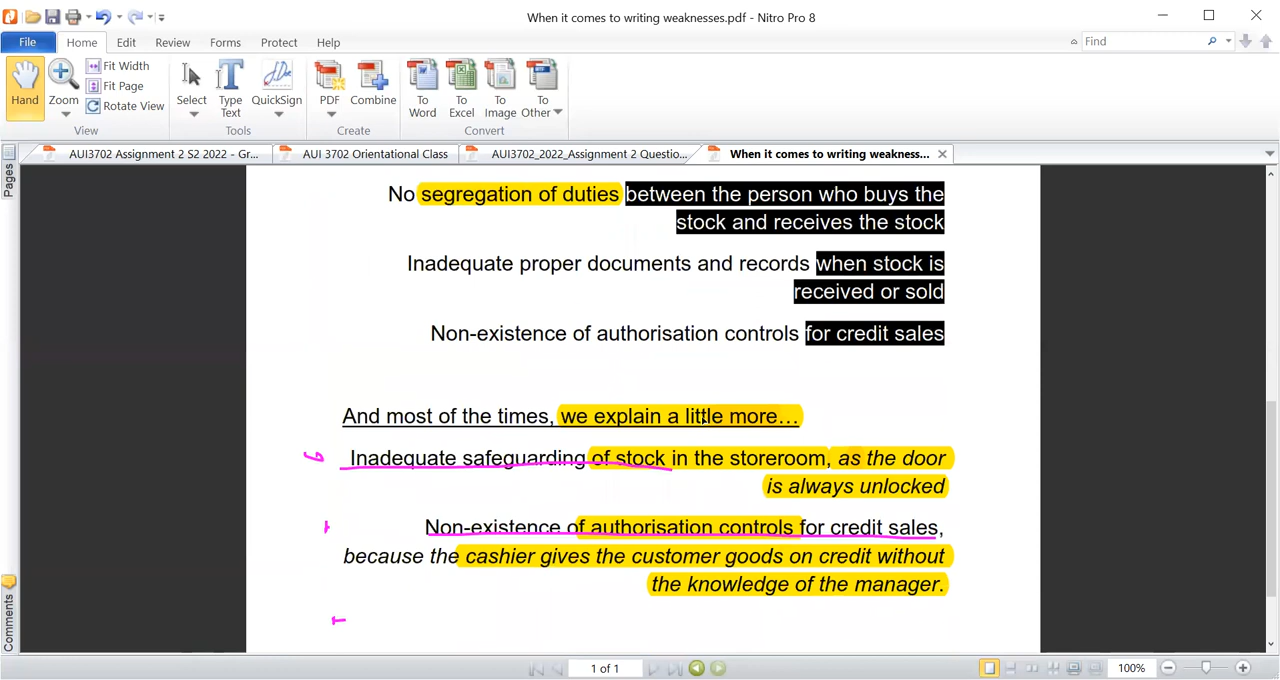 When it comes to writing weaknesses.pdf - Nitro Pro 8
File Home Edit Review Forms Protect Help
Find
Hand
Zoom
Fit Width
Fit Page
Rotate View
View
Select
Type Text
QuickSign
Tools
PDF
Combine
Create
To Word
To Excel
To Image
To Other
Convert
Pages
AUI3702 Assignment 2 S2 2022 - Gr...
AUI 3702 Orientational Class
AUI3702_2022_Assignment 2 Questio...
When it comes to writing weakness...
No segregation of duties between the person who buys the
stock and receives the stock
Inadequate proper documents and records when stock is
received or sold
Non-existence of authorisation controls for credit sales
And most of the times, we explain a little more…
Inadequate safeguarding of stock in the storeroom, as the door
is always unlocked
Non-existence of authorisation controls for credit sales,
because the cashier gives the customer goods on credit without
the knowledge of the manager.
Comments
1 of 1
100%